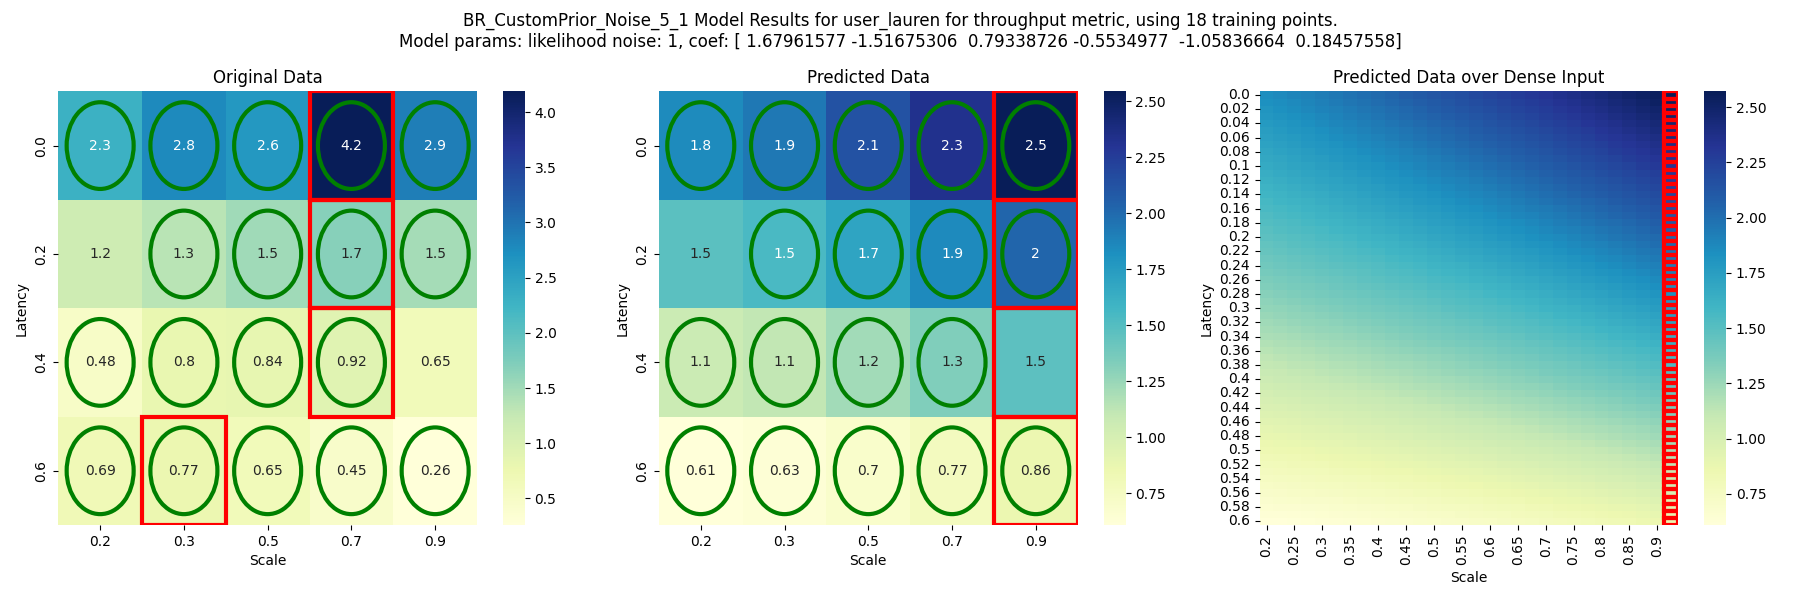 BR_CustomPrior_Noise_5_1 Model Results for user_lauren for throughput metric, using 18 training points.
Model params: likelihood noise: 1, coef: [ 1.67961577 -1.51675306  0.79338726 -0.5534977  -1.05836664  0.18457558]
Original Data
2.3 2.8 2.6 4.2 2.9
1.2 1.3 1.5 1.7 1.5
0.48 0.8 0.84 0.92 0.65
0.69 0.77 0.65 0.45 0.26
0.0
0.2
0.4
0.6
Latency
0.2 0.3 0.5 0.7 0.9
Scale
4.0
3.5
3.0
2.5
2.0
1.5
1.0
0.5
Predicted Data
1.8 1.9 2.1 2.3 2.5
1.5 1.5 1.7 1.9 2
1.1 1.1 1.2 1.3 1.5
0.61 0.63 0.7 0.77 0.86
0.0
0.2
0.4
0.6
Latency
0.2 0.3 0.5 0.7 0.9
Scale
2.50
2.25
2.00
1.75
1.50
1.25
1.00
0.75
Predicted Data over Dense Input
0.0
0.02
0.04
0.06
0.08
0.1
0.12
0.14
0.16
0.18
0.2
0.22
0.24
0.26
0.28
0.3
0.32
0.34
0.36
0.38
0.4
0.42
0.44
0.46
0.48
0.5
0.52
0.54
0.56
0.58
0.6
Latency
0.2 0.25 0.3 0.35 0.4 0.45 0.5 0.55 0.6 0.65 0.7 0.75 0.8 0.85 0.9
Scale
2.50
2.25
2.00
1.75
1.50
1.25
1.00
0.75